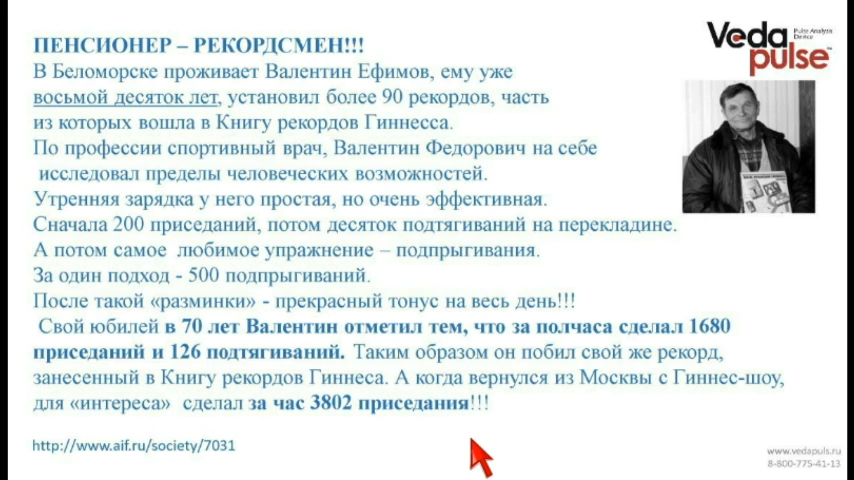 ПЕНСИОНЕР – РЕКОРДСМЕН!!!
В Беломорске проживает Валентин Ефимов, ему уже
восьмой десяток лет, установил более 90 рекордов, часть
из которых вошла в Книгу рекордов Гиннесса.
По профессии спортивный врач, Валентин Федорович на себе
исследовал пределы человеческих возможностей.
Утренняя зарядка у него простая, но очень эффективная.
Сначала 200 приседаний, потом десяток подтягиваний на перекладине.
А потом самое любимое упражнение – подпрыгивания.
За один подход - 500 подпрыгиваний.
После такой «разминки» - прекрасный тонус на весь день!!!
Свой юбилей в 70 лет Валентин отметил тем, что за полчаса сделал 1680
приседаний и 126 подтягиваний. Таким образом он побил свой же рекорд,
занесенный в Книгу рекордов Гиннеса. А когда вернулся из Москвы с Гиннес-шоу,
для «интереса» сделал за час 3802 приседания!!!
http://www.aif.ru/society/7031
Veda
pulse™
Pulse Analysis
Device
www.vedapuls.ru
8-800-775-41-13